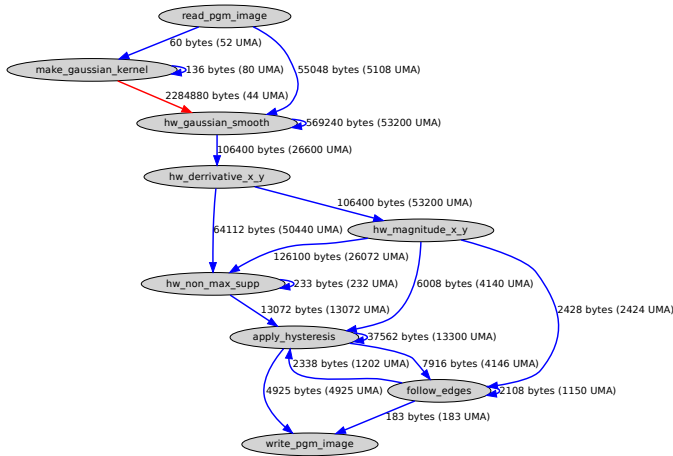 read_pgm_image
60 bytes (52 UMA)
make_gaussian_kernel
136 bytes (80 UMA)
55048 bytes (5108 UMA)
2284880 bytes (44 UMA)
hw_gaussian_smooth
569240 bytes (53200 UMA)
106400 bytes (26600 UMA)
hw_derrivative_x_y
106400 bytes (53200 UMA)
64112 bytes (50440 UMA)
hw_magnitude_x_y
126100 bytes (26072 UMA)
hw_non_max_supp
233 bytes (232 UMA)
6008 bytes (4140 UMA)
2428 bytes (2424 UMA)
13072 bytes (13072 UMA)
apply_hysteresis
37562 bytes (13300 UMA)
2338 bytes (1202 UMA)
7916 bytes (4146 UMA)
4925 bytes (4925 UMA)
follow_edges
2108 bytes (1150 UMA)
183 bytes (183 UMA)
write_pgm_image